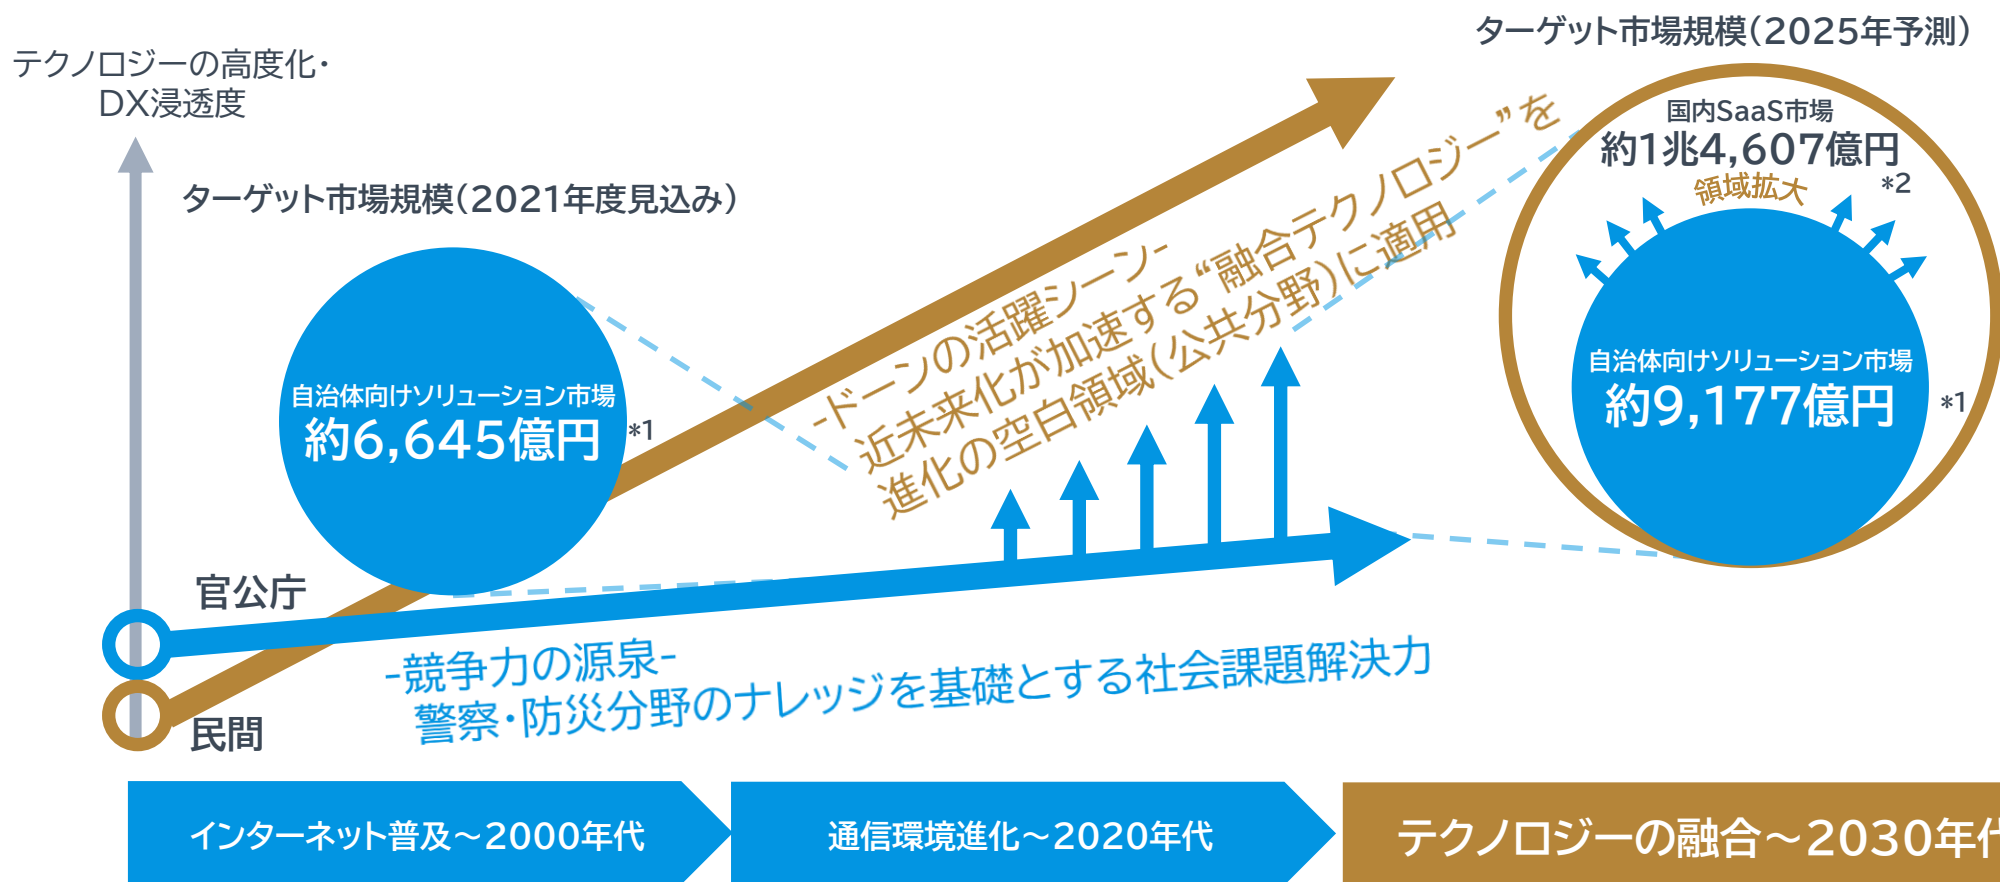 テクノロジーの高度化・
DX浸透度
ターゲット市場規模（2021年度見込み）
自治体向けソリューション市場
約6,645億円
*1
ターゲット市場規模（2025年予測）
国内SaaS市場
約1兆4,607億円
*2
領域拡大
自治体向けソリューション市場
約9,177億円
*1
-ドーンの活躍シーン-
近未来化が加速する“融合テクノロジー”を
進化の空白領域（公共分野）に適用
官公庁
民間
-競争力の源泉-
警察・防災分野のナレッジを基礎とする社会課題解決力
インターネット普及～2000年代
通信環境進化～2020年代
テクノロジーの融合～2030年代